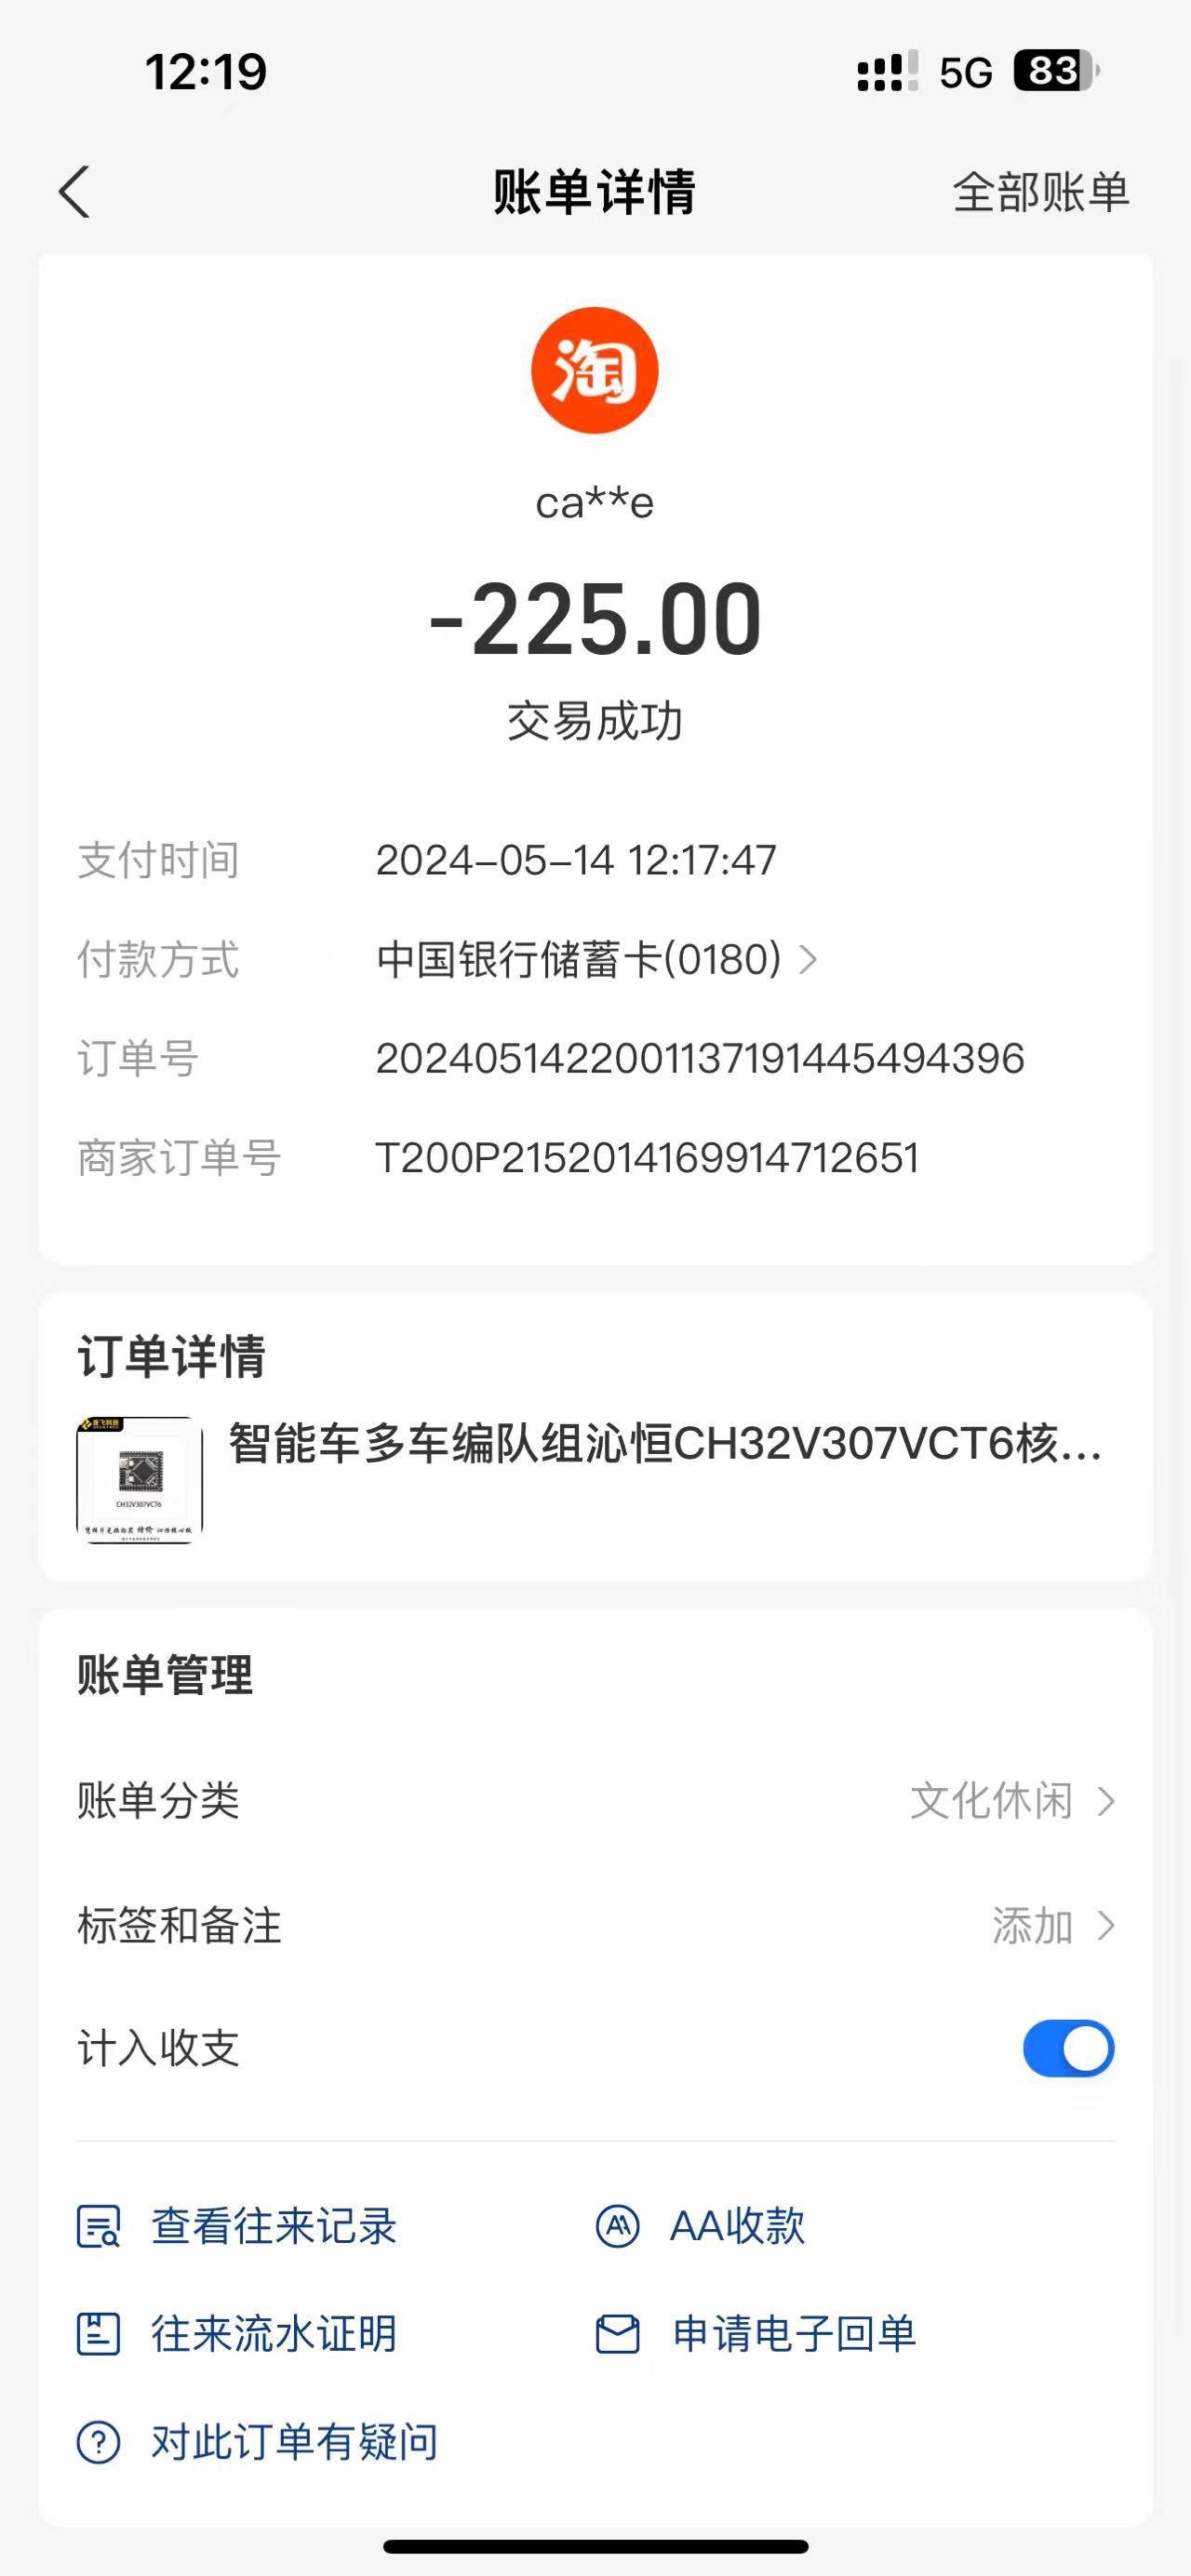 12:19
5G 83
账单详情
全部账单
淘
ca**e
-225.00
交易成功
支付时间 2024-05-14 12:17:47
付款方式 中国银行储蓄卡(0180)
订单号 2024051422001137191445494396
商家订单号 T200P2152014169914712651
订单详情
智能车多车编队组沁恒CH32V307VCT6核...
逐飞科技
CH32V307VCT6
账单管理
账单分类 文化休闲
标签和备注 添加
计入收支
查看往来记录 AA收款
往来流水证明 申请电子回单
对此订单有疑问